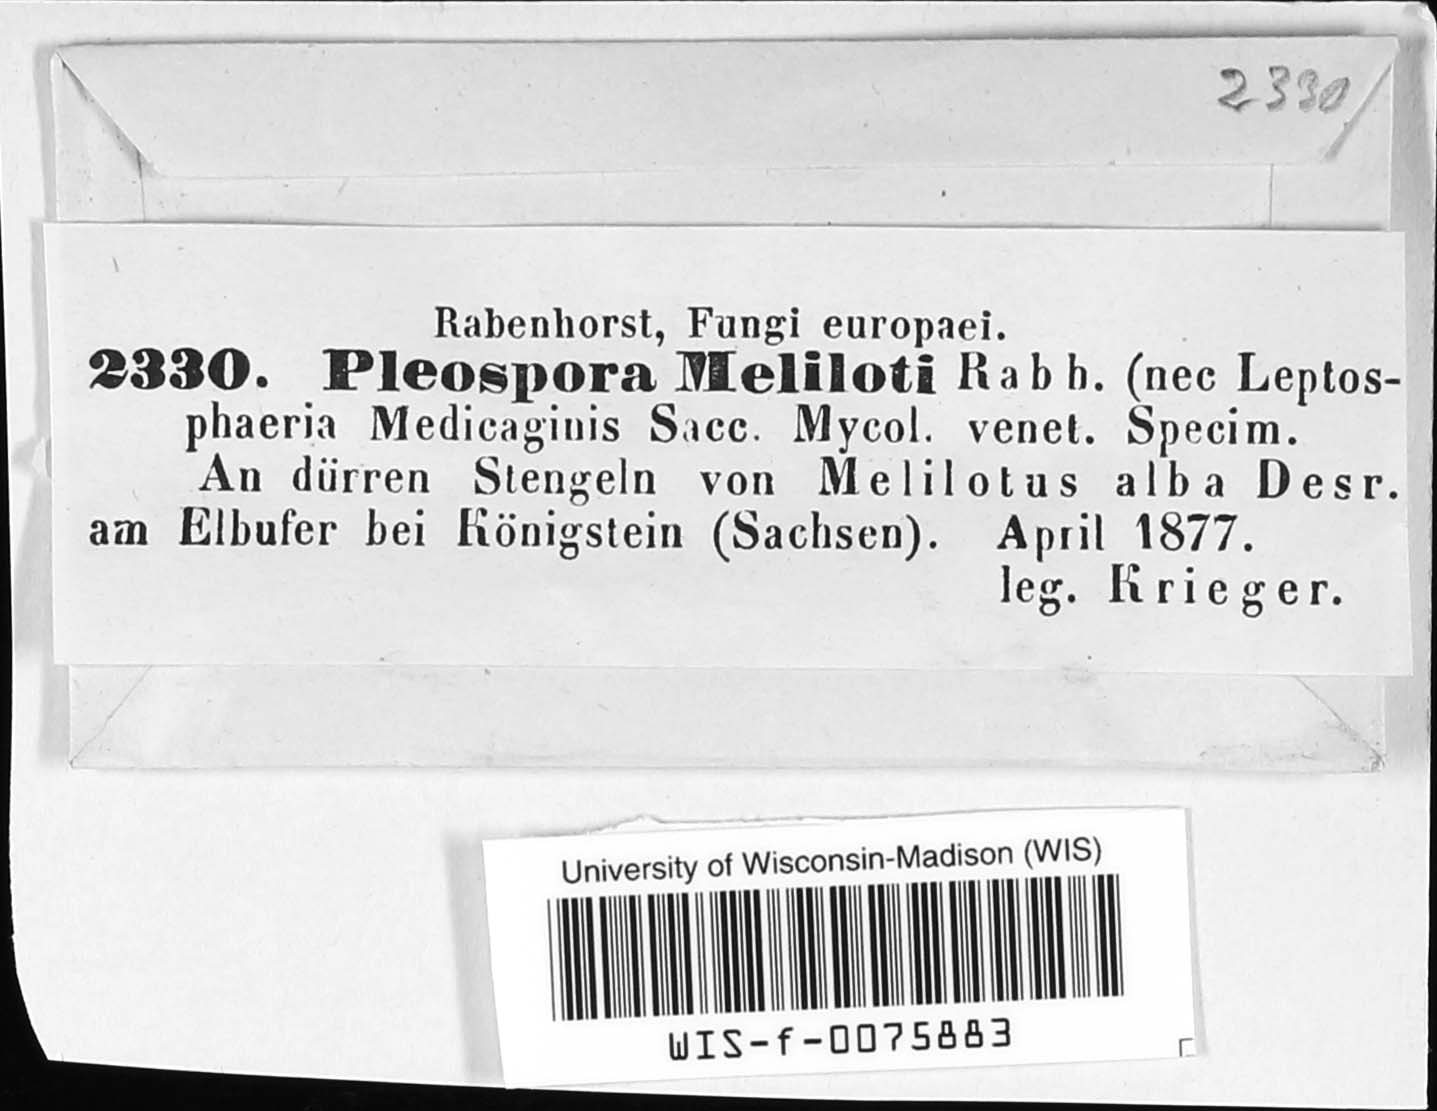 2330
Rabenhorst, Fungi europaei.
2330. Pleospora Meliloti Rabh. (nec Leptos-
phaeria Medicaginis Sacc. Mycol. venet. Specim.
An dürren Stengeln von Melilotus alba Desr.
am Elbufer bei Königstein (Sachsen). April 1877.
leg. Krieger.
University of Wisconsin-Madison (WIS)
WIS-f-0075883